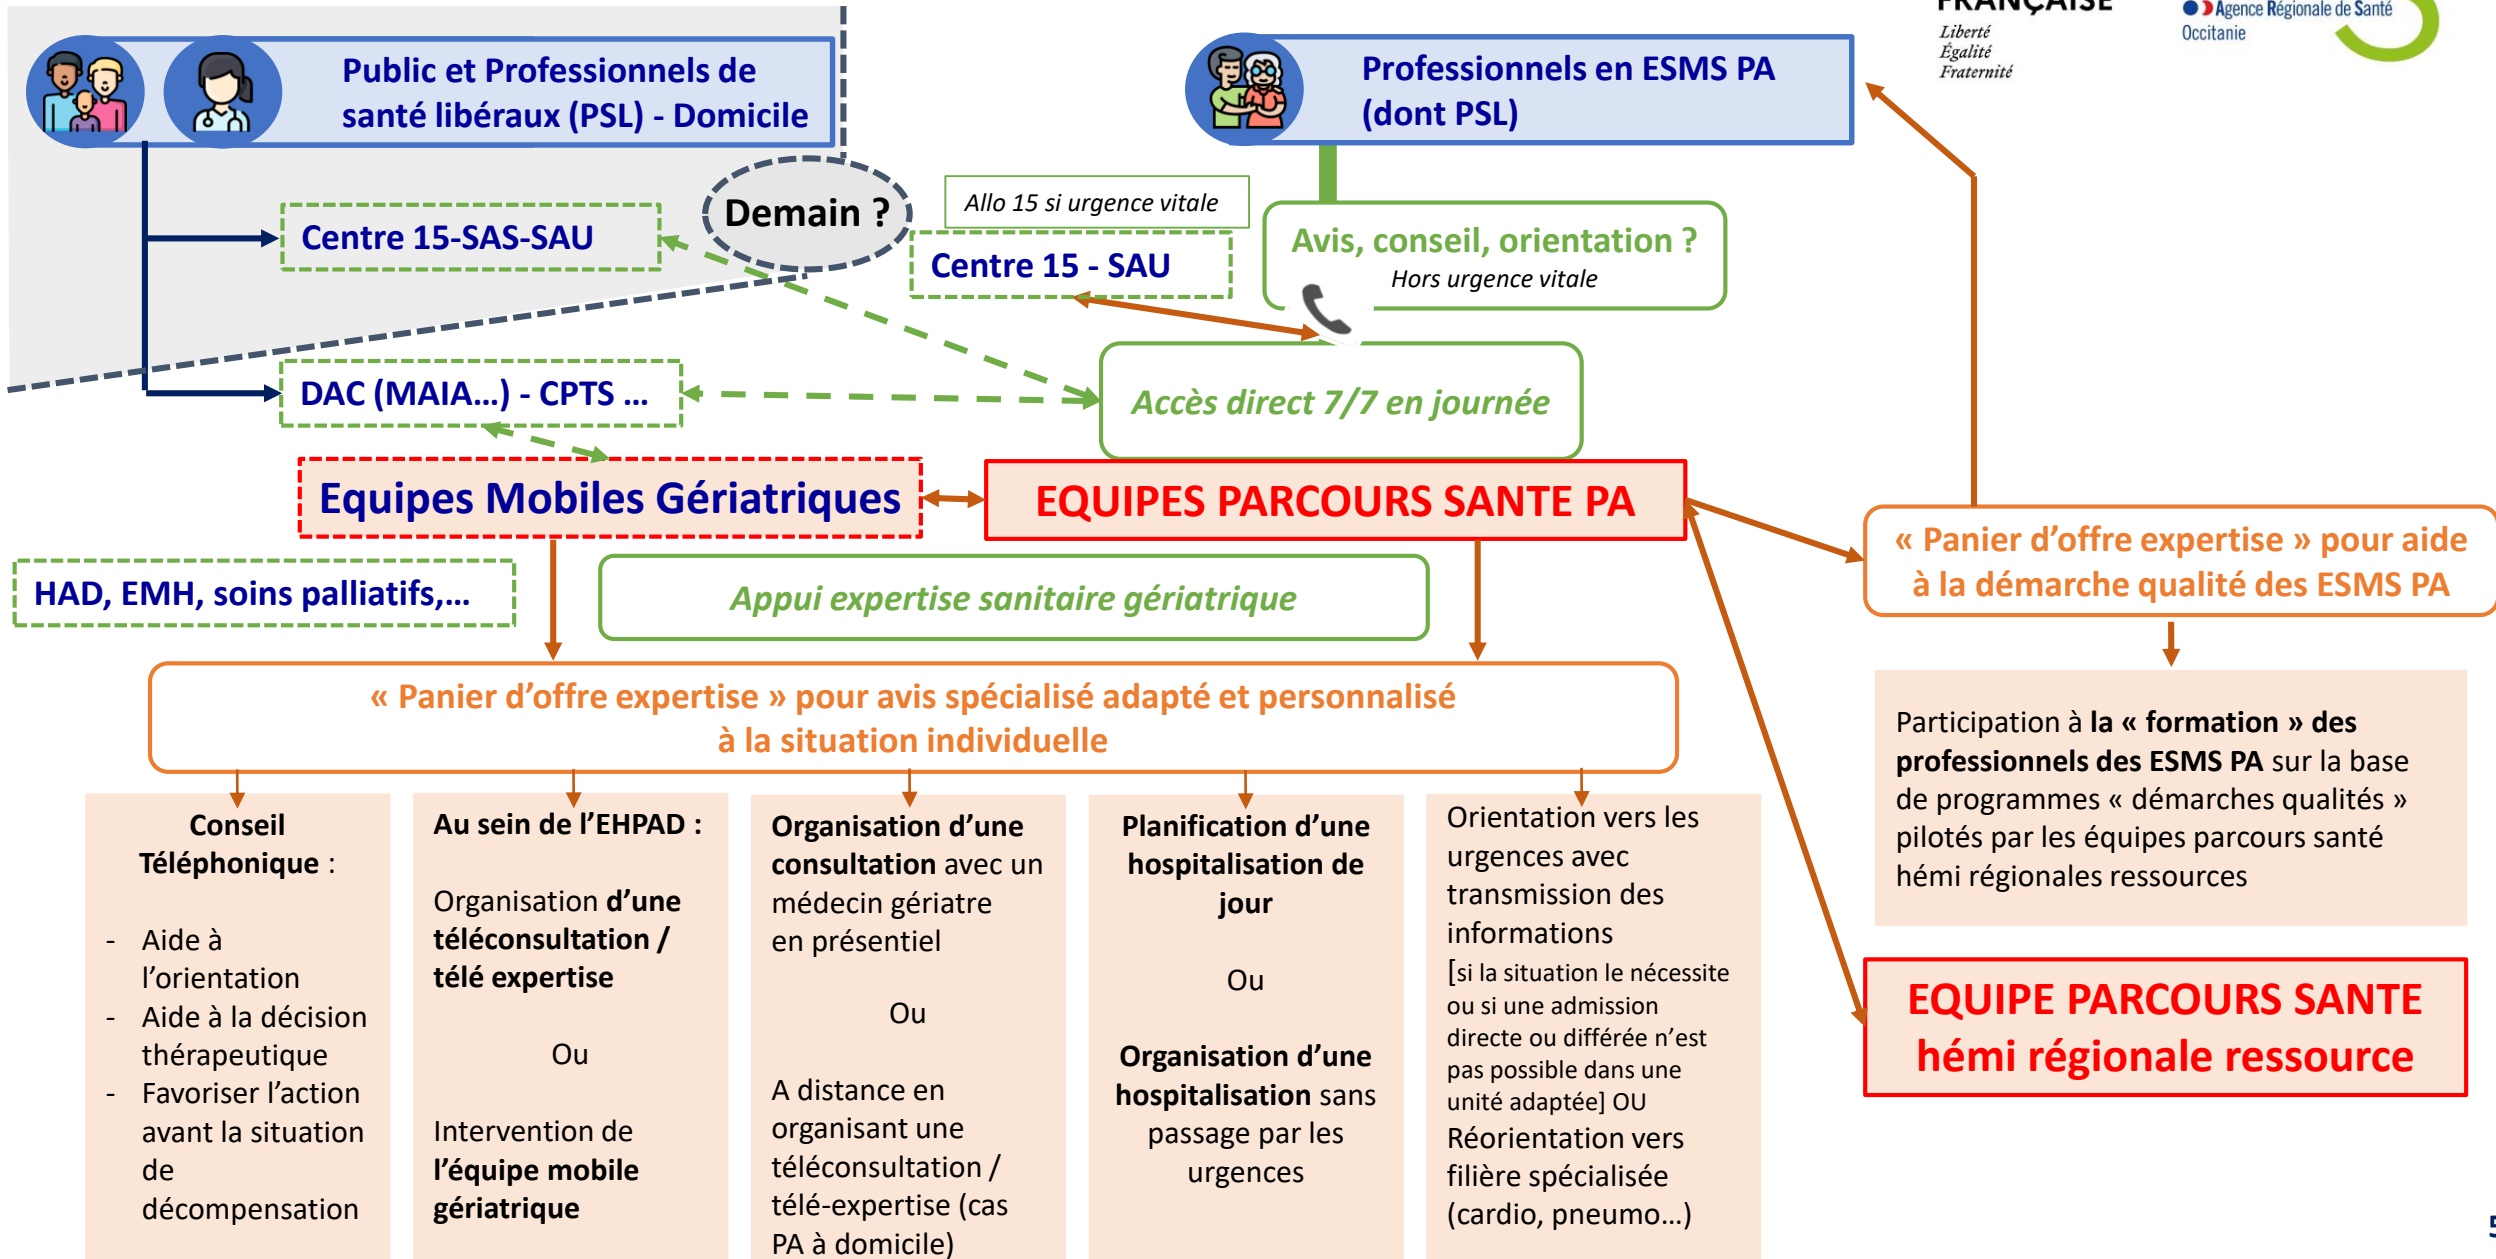 FRANÇAISE
Liberté
Égalité
Fraternité
Agence Régionale de Santé
Occitanie
Public et Professionnels de
santé libéraux (PSL) - Domicile
Professionnels en ESMS PA
(dont PSL)
Demain ?
Allo 15 si urgence vitale
Centre 15-SAS-SAU
Centre 15 - SAU
Avis, conseil, orientation ?
Hors urgence vitale
DAC (MAIA...) - CPTS ...
Accès direct 7/7 en journée
Equipes Mobiles Gériatriques
EQUIPES PARCOURS SANTE PA
« Panier d'offre expertise » pour aide
à la démarche qualité des ESMS PA
HAD, EMH, soins palliatifs,...
Appui expertise sanitaire gériatrique
« Panier d'offre expertise » pour avis spécialisé adapté et personnalisé
à la situation individuelle
Participation à la « formation » des
professionnels des ESMS PA sur la base
de programmes « démarches qualités »
pilotés par les équipes parcours santé
hémi régionales ressources
Conseil
Téléphonique :
- Aide à
l'orientation
- Aide à la décision
thérapeutique
- Favoriser l'action
avant la situation
de
décompensation
Au sein de l'EHPAD :
Organisation d'une
téléconsultation /
télé expertise
Ou
Intervention de
l'équipe mobile
gériatrique
Organisation d'une
consultation avec un
médecin gériatre
en présentiel
Ou
A distance en
organisant une
téléconsultation /
télé-expertise (cas
PA à domicile)
Planification d'une
hospitalisation de
jour
Ou
Organisation d'une
hospitalisation sans
passage par les
urgences
Orientation vers les
urgences avec
transmission des
informations
[si la situation le nécessite
ou si une admission
directe ou différée n'est
pas possible dans une
unité adaptée] OU
Réorientation vers
filière spécialisée
(cardio, pneumo...)
EQUIPE PARCOURS SANTE
hémi régionale ressource
5